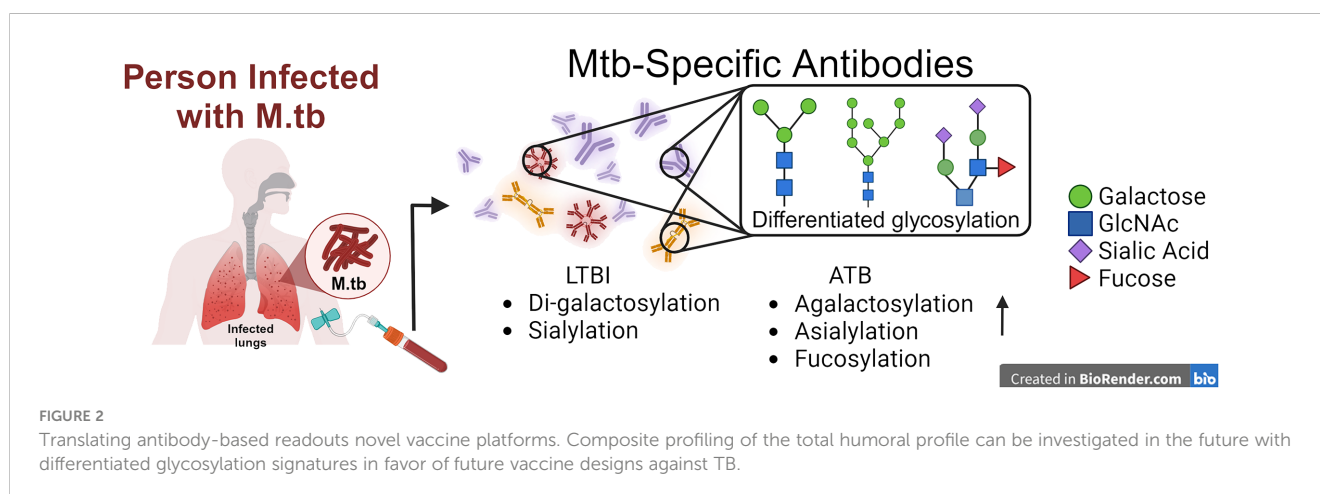 Person Infected
with M.tb
M.tb
Infected
lungs
Mtb-Specific Antibodies
Differentiated glycosylation
Galactose
GlcNAc
Sialic Acid
Fucose
LTBI
• Di-galactosylation
• Sialylation
ATB
• Agalactosylation
• Asialylation
• Fucosylation
Created in BioRender.com bio
FIGURE 2
Translating antibody-based readouts novel vaccine platforms. Composite profiling of the total humoral profile can be investigated in the future with
differentiated glycosylation signatures in favor of future vaccine designs against TB.